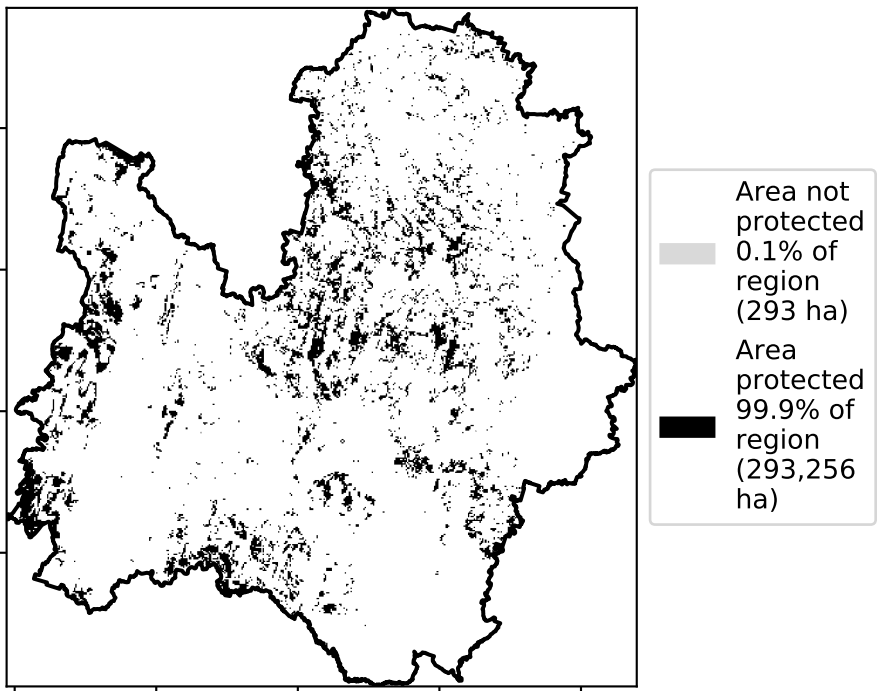 Area not
protected
0.1% of
region
(293 ha)
Area
protected
99.9% of
region
(293,256
ha)